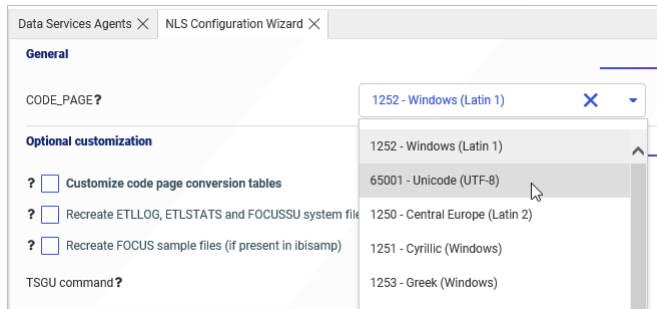 Data Services Agents
NLS Configuration Wizard
General
CODE_PAGE?
1252 - Windows (Latin 1)
1252 - Windows (Latin 1)
Optional customization
65001 - Unicode (UTF-8)
? Customize code page conversion tables
? Recreate ETLLOG, ETLSTATS and FOCUSSU system file
1250 - Central Europe (Latin 2)
? Recreate FOCUS sample files (if present in ibisamp)
1251 - Cyrillic (Windows)
TSGU command?
1253 - Greek (Windows)